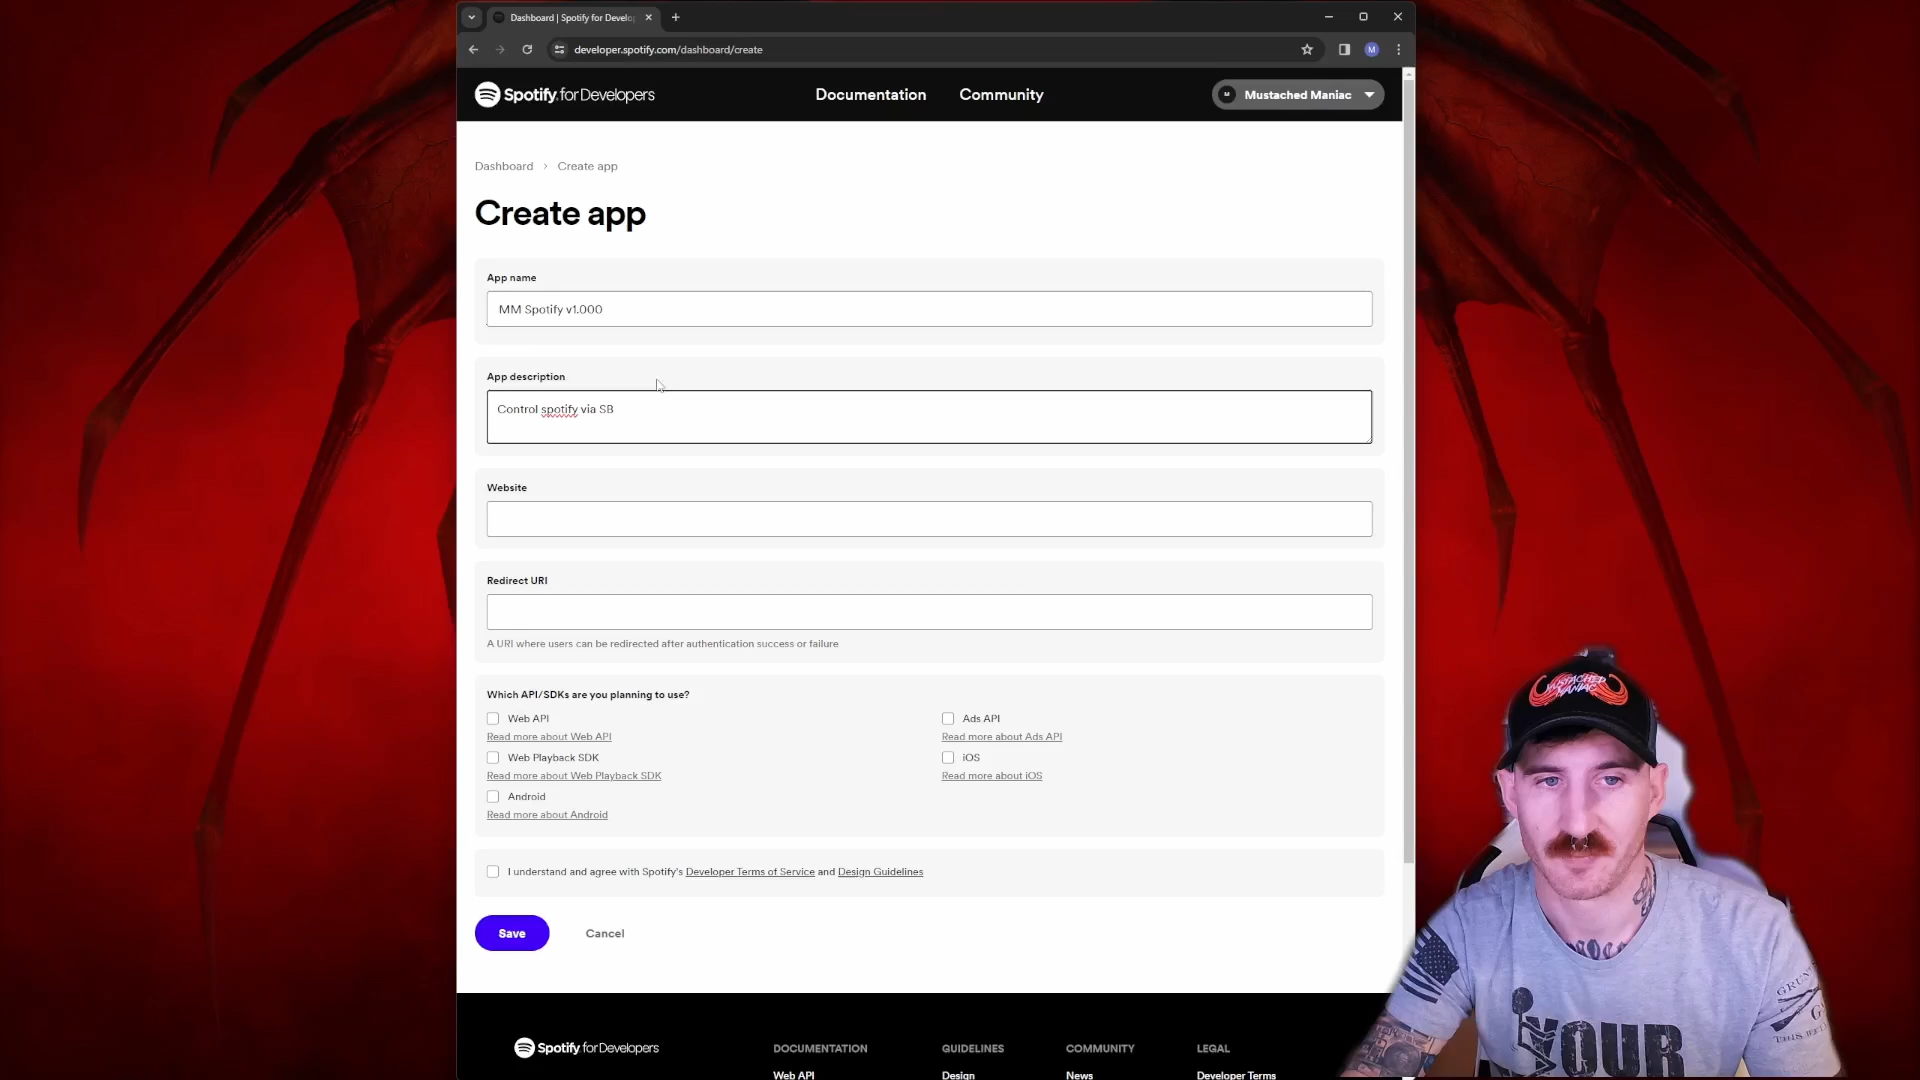 Dashboard | Spotify for Develo
developer.spotify.com/dashboard/create
M
Spotify for Developers
Documentation
Community
M
Mustached Maniac
Dashboard > Create app
Create app
App name
MM Spotify v1.000
App description
Control spotify via SB
Website
Redirect URI
A URI where users can be redirected after authentication success or failure
Which API/SDKs are you planning to use?
Web API
Read more about Web API
Ads API
Read more about Ads API
Web Playback SDK
Read more about Web Playback SDK
iOS
Read more about iOS
Android
Read more about Android
I understand and agree with Spotify's Developer Terms of Service and Design Guidelines
Save
Cancel
Spotify for Developers
DOCUMENTATION
GUIDELINES
COMMUNITY
LEGAL
Web API
Design
News
Developer Terms
MUSTACHED
MANIAC
YOUR